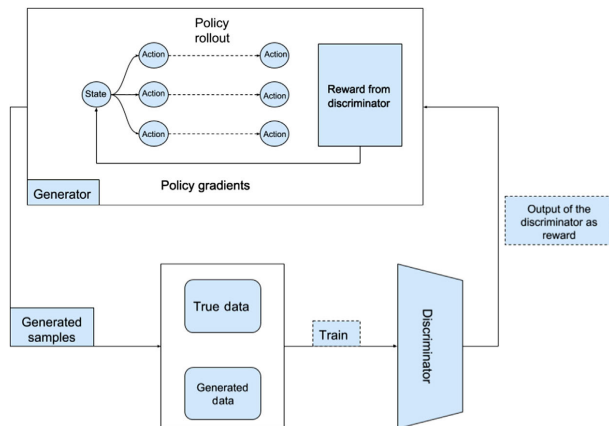 Policy
rollout
Action
Action
State
Action
Action
Action
Action
Reward from
discriminator
Policy gradients
Generator
Output of the
discriminator as
reward
Generated
samples
True data
Train
Generated
data
Discriminator